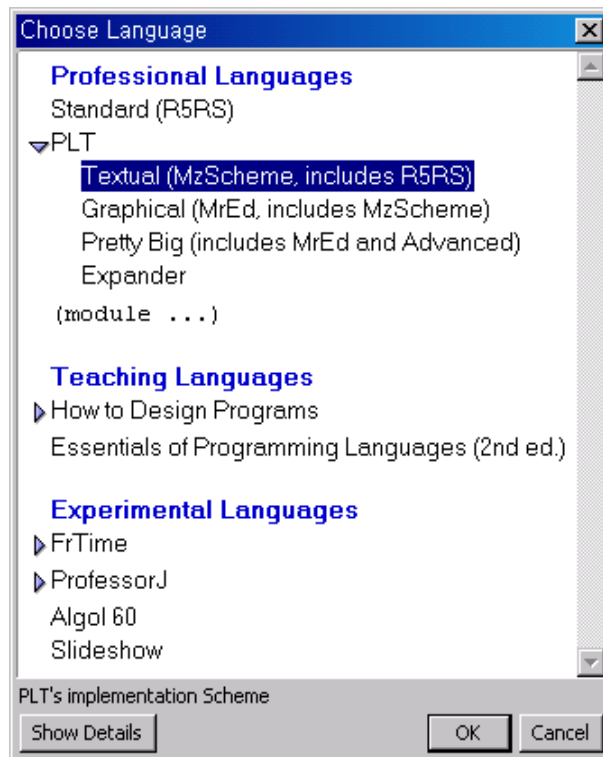 Choose Language
Professional Languages
Standard (R5RS)
PLT
Textual (MzScheme, includes R5RS)
Graphical (MrEd, includes MzScheme)
Pretty Big (includes MrEd and Advanced)
Expander
(module ...)
Teaching Languages
How to Design Programs
Essentials of Programming Languages (2nd ed.)
Experimental Languages
FrTime
ProfessorJ
Algol 60
Slideshow
PLT's implementation Scheme
Show Details OK Cancel